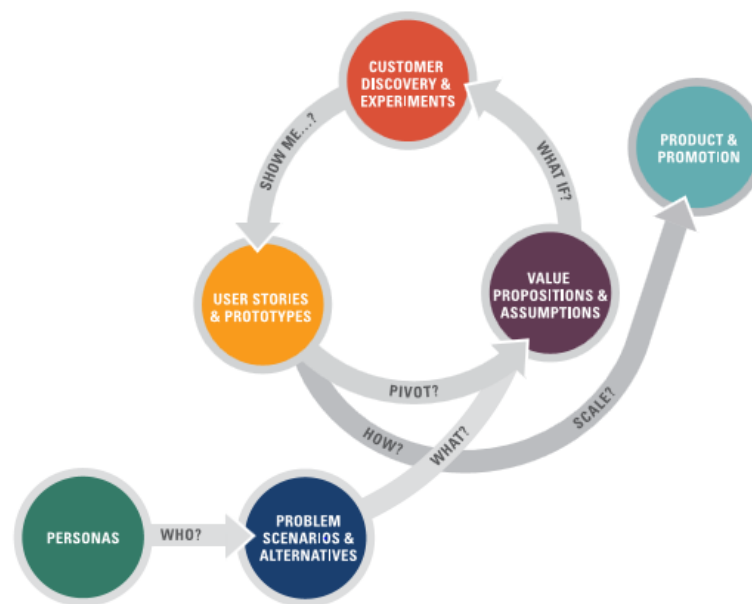 CUSTOMER
DISCOVERY &
EXPERIMENTS
PRODUCT &
PROMOTION
SHOW ME...?
WHAT IF?
USER STORIES
& PROTOTYPES
VALUE
PROPOSITIONS &
ASSUMPTIONS
PIVOT?
HOW?
WHAT?
SCALE?
PERSONAS
WHO?
PROBLEM
SCENARIOS &
ALTERNATIVES